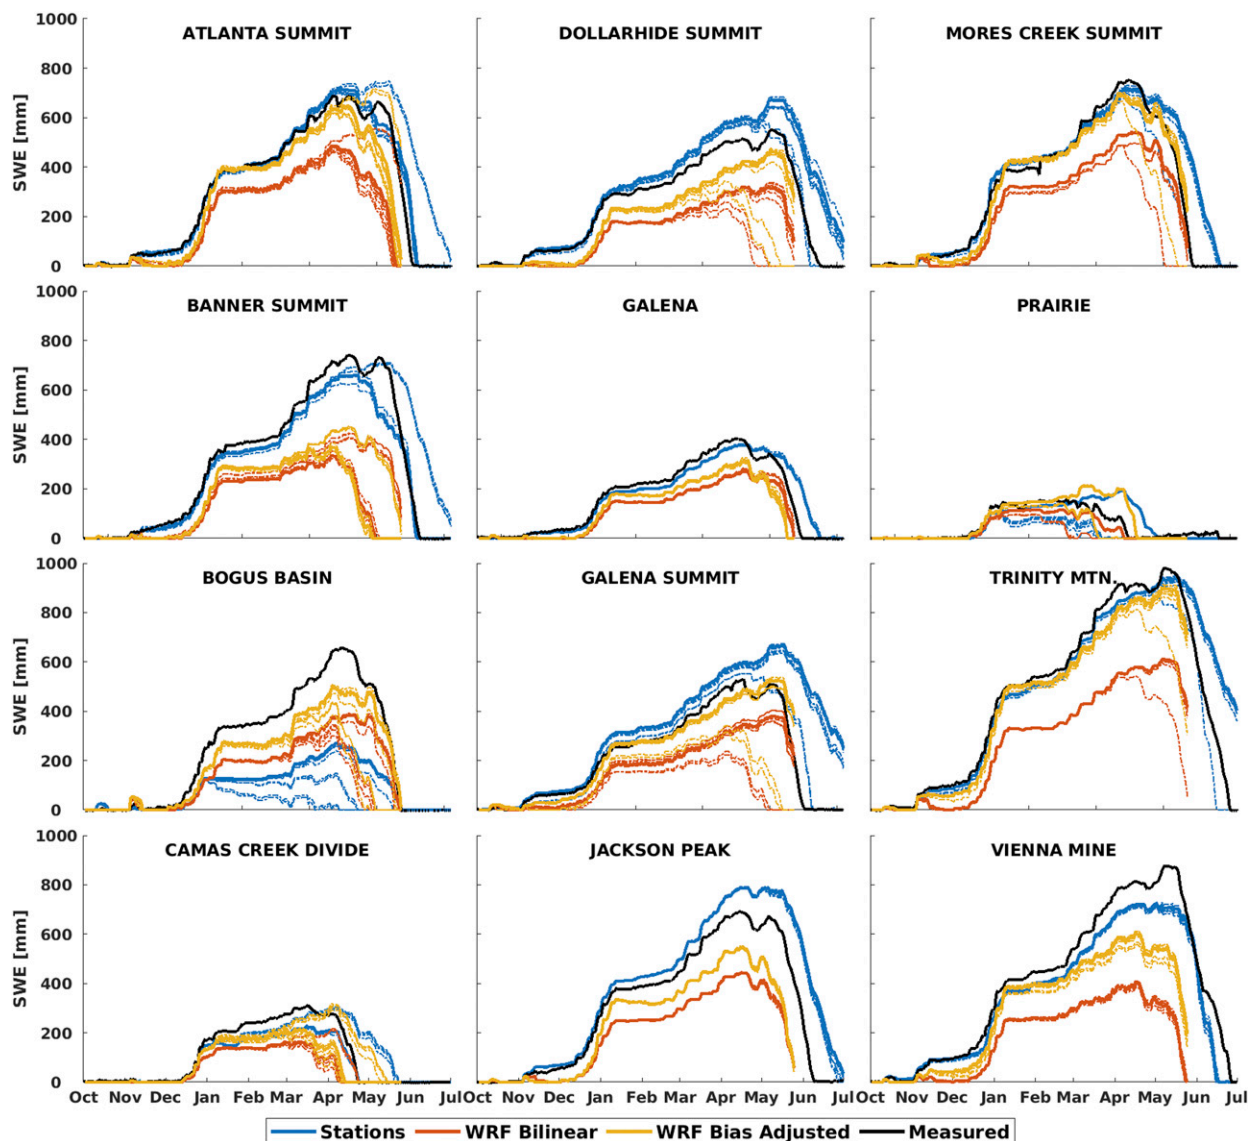 1000
ATLANTA SUMMIT DOLLARHIDE SUMMIT MORES CREEK SUMMIT
800
600
SWE [mm]
400
200
0
1000
BANNER SUMMIT GALENA PRAIRIE
800
600
SWE [mm]
400
200
0
1000
BOGUS BASIN GALENA SUMMIT TRINITY MTN.
800
600
SWE [mm]
400
200
0
1000
CAMAS CREEK DIVIDE JACKSON PEAK VIENNA MINE
800
600
SWE [mm]
400
200
0
Oct Nov Dec Jan Feb Mar Apr May Jun Jul Oct Nov Dec Jan Feb Mar Apr May Jun Jul Oct Nov Dec Jan Feb Mar Apr May Jun Jul
Stations WRF Bilinear WRF Bias Adjusted Measured